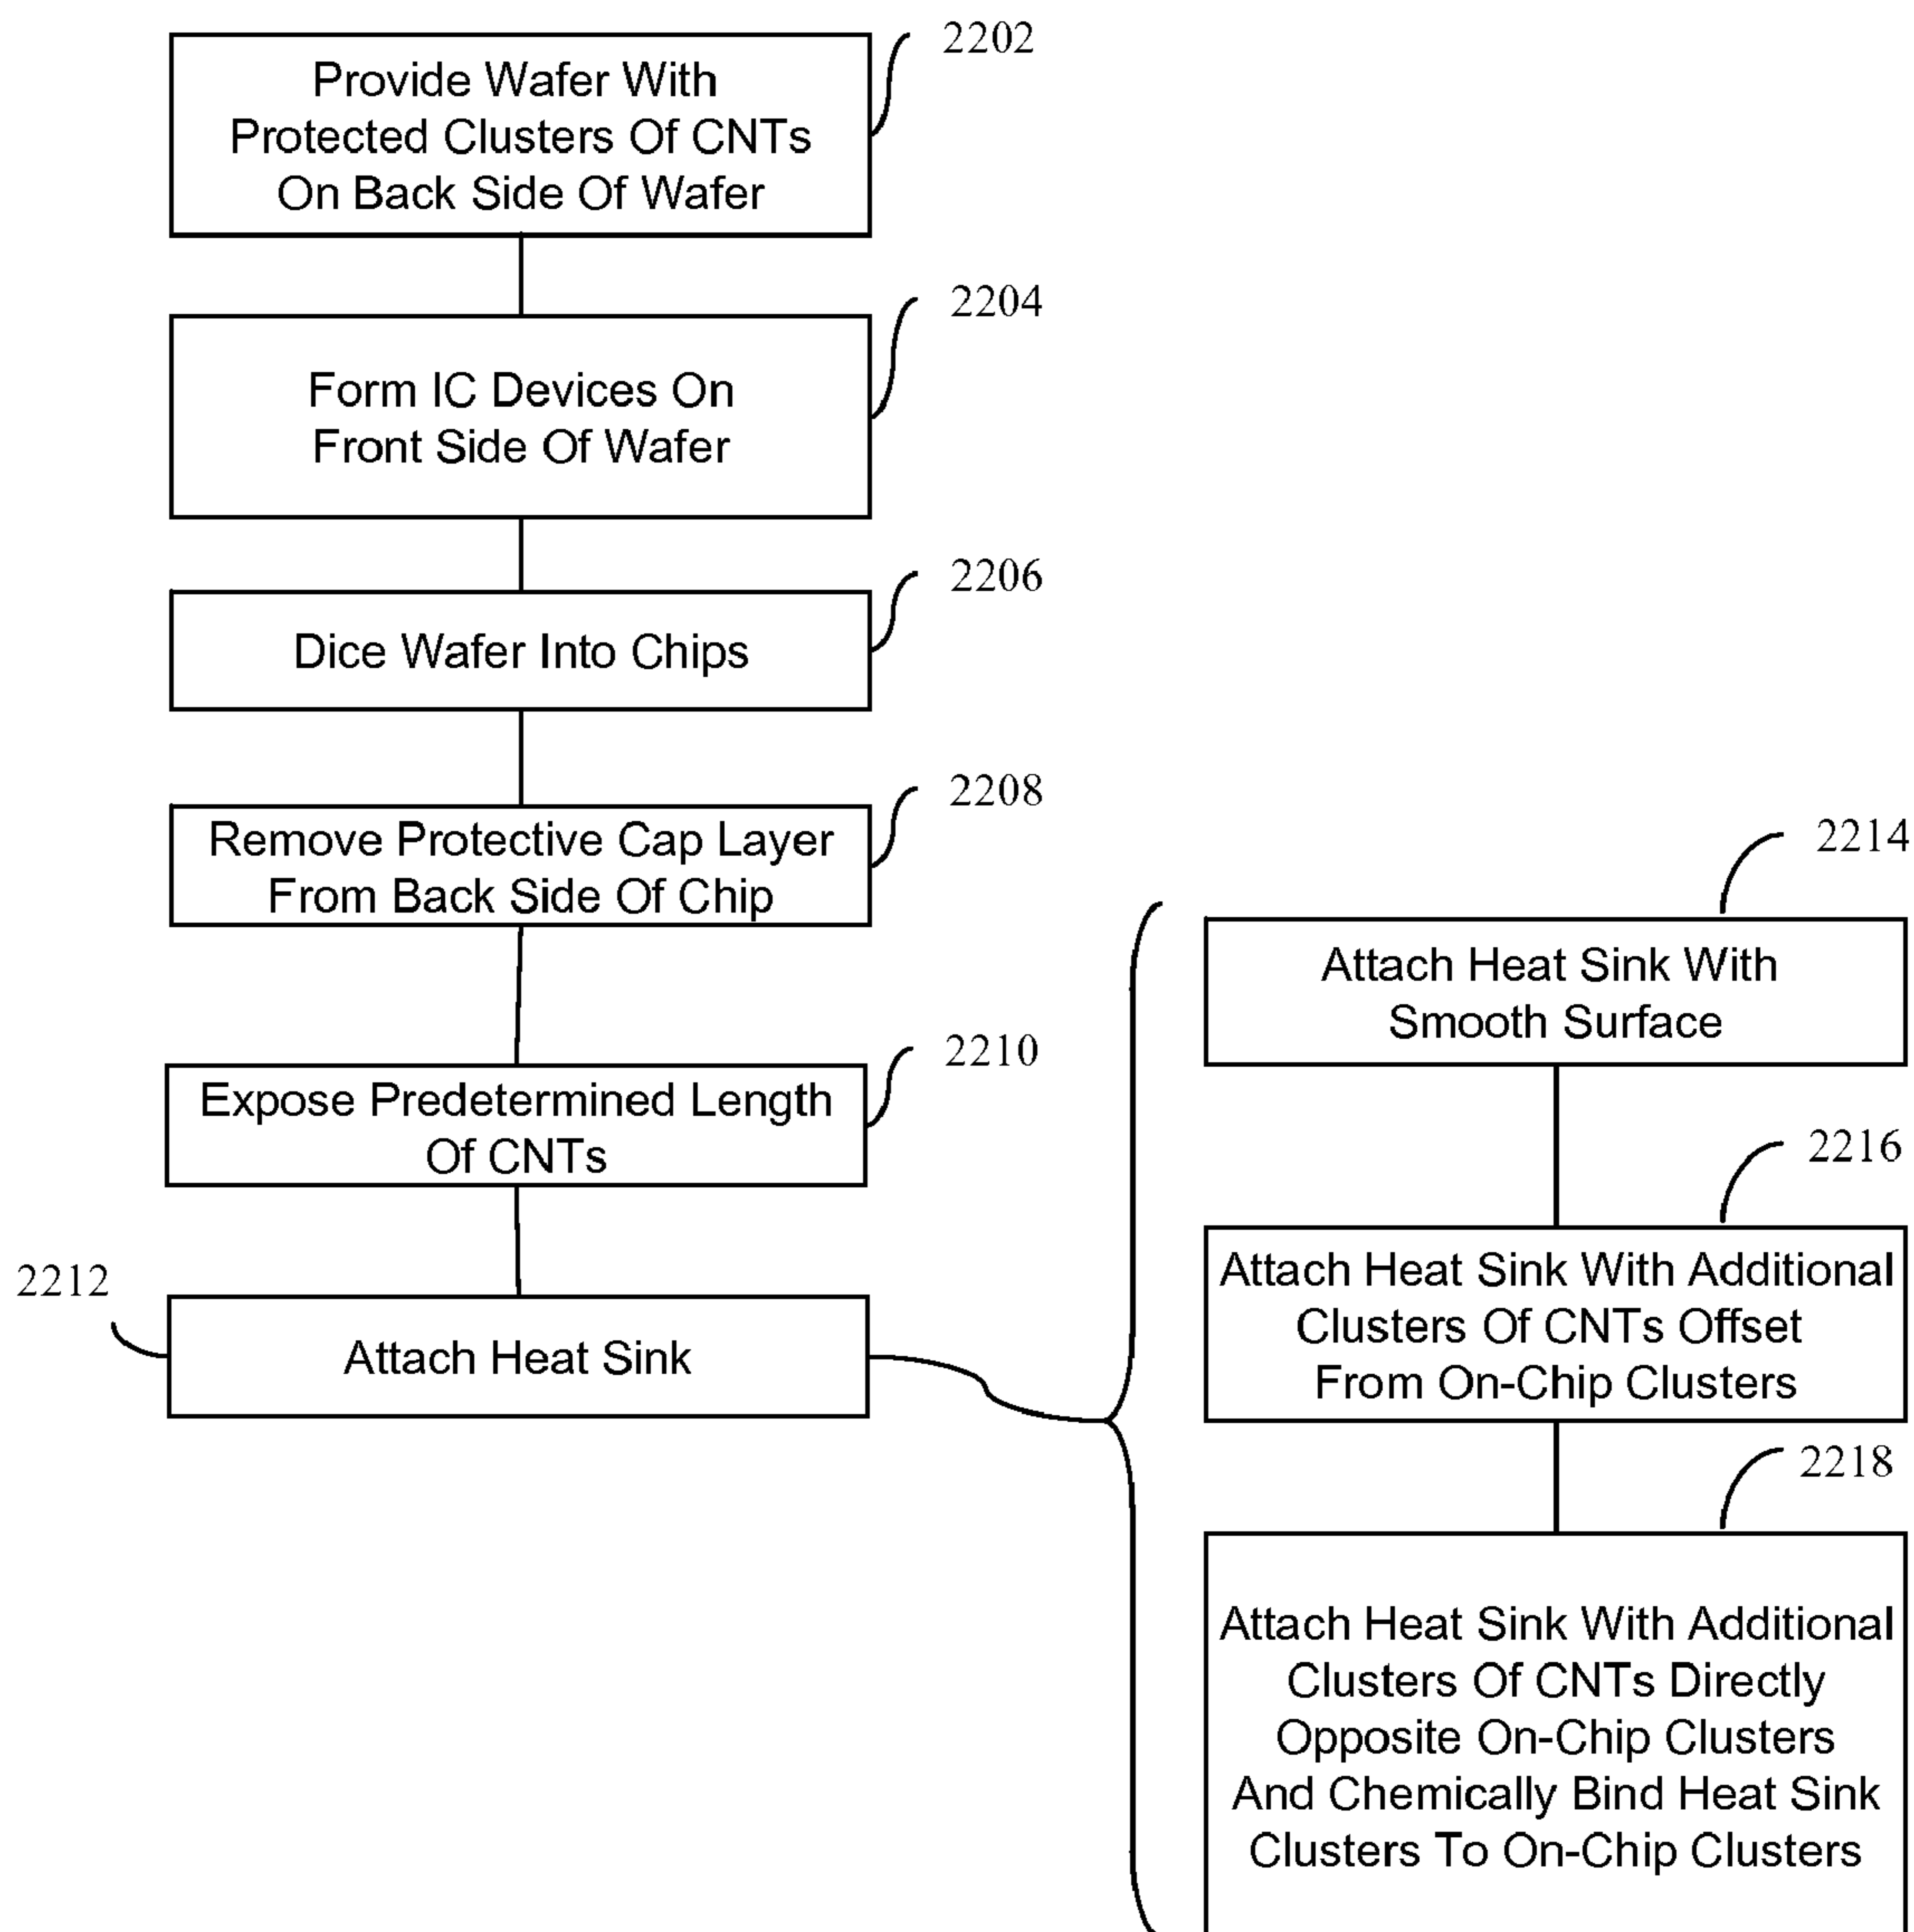 2202
Provide Wafer With
Protected Clusters Of CNTs
On Back Side Of Wafer
2204
Form IC Devices On
Front Side Of Wafer
2206
Dice Wafer Into Chips
2208
Remove Protective Cap Layer
From Back Side Of Chip
2210
Expose Predetermined Length
Of CNTs
2212
Attach Heat Sink
2214
Attach Heat Sink With
Smooth Surface
2216
Attach Heat Sink With Additional
Clusters Of CNTs Offset
From On-Chip Clusters
2218
Attach Heat Sink With Additional
Clusters Of CNTs Directly
Opposite On-Chip Clusters
And Chemically Bind Heat Sink
Clusters To On-Chip Clusters